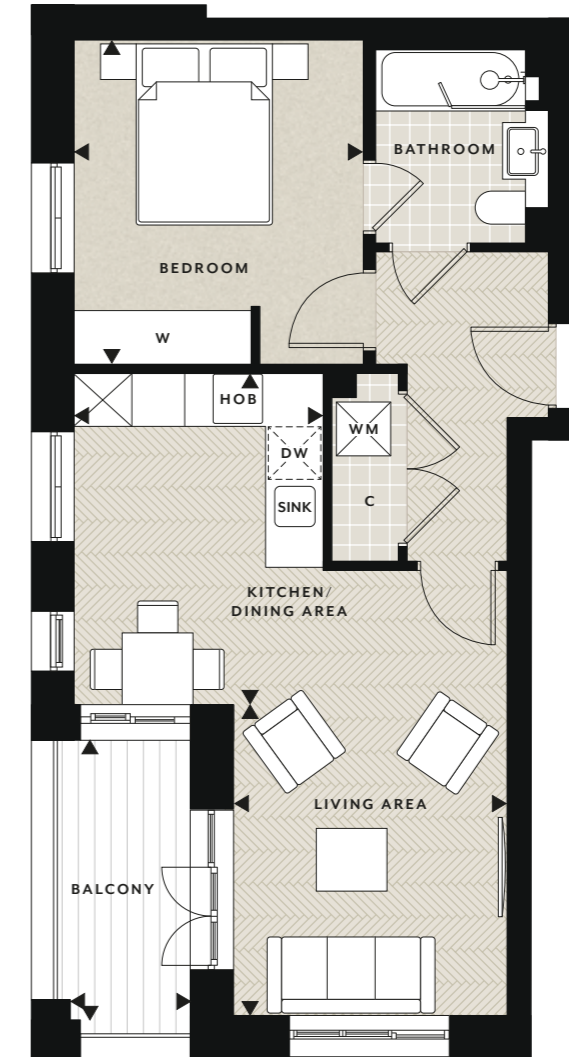 BATHROOM
BEDROOM
W
HOB
WM
DW
C
SINK
KITCHEN/
DINING AREA
LIVING AREA
BALCONY